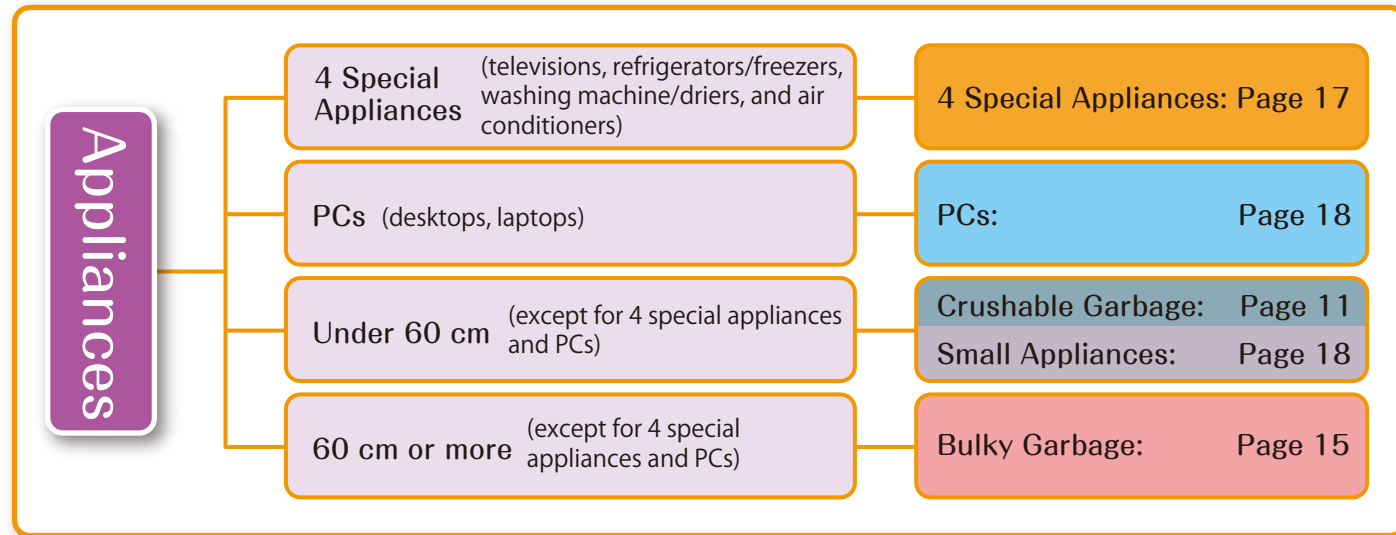 Appliances
4 Special
Appliances
(televisions, refrigerators/freezers,
washing machine/driers, and air
conditioners)
4 Special Appliances: Page 17
PCs (desktops, laptops)
PCs: Page 18
Under 60 cm
(except for 4 special appliances
and PCs)
Crushable Garbage: Page 11
Small Appliances: Page 18
60 cm or more
(except for 4 special
appliances and PCs)
Bulky Garbage: Page 15